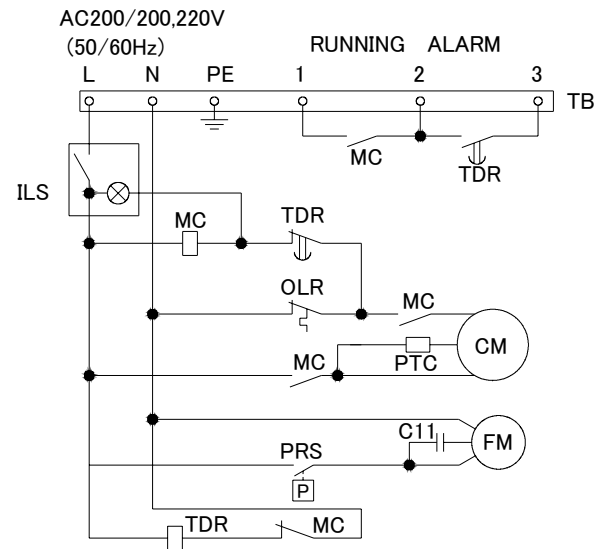 AC200/200,220V
(50/60Hz)
RUNNING ALARM
L N PE 1 2 3
TB
MC
TDR
ILS
MC
TDR
OLR
MC
MC
PTC
CM
C11
FM
PRS
P
TDR
MC